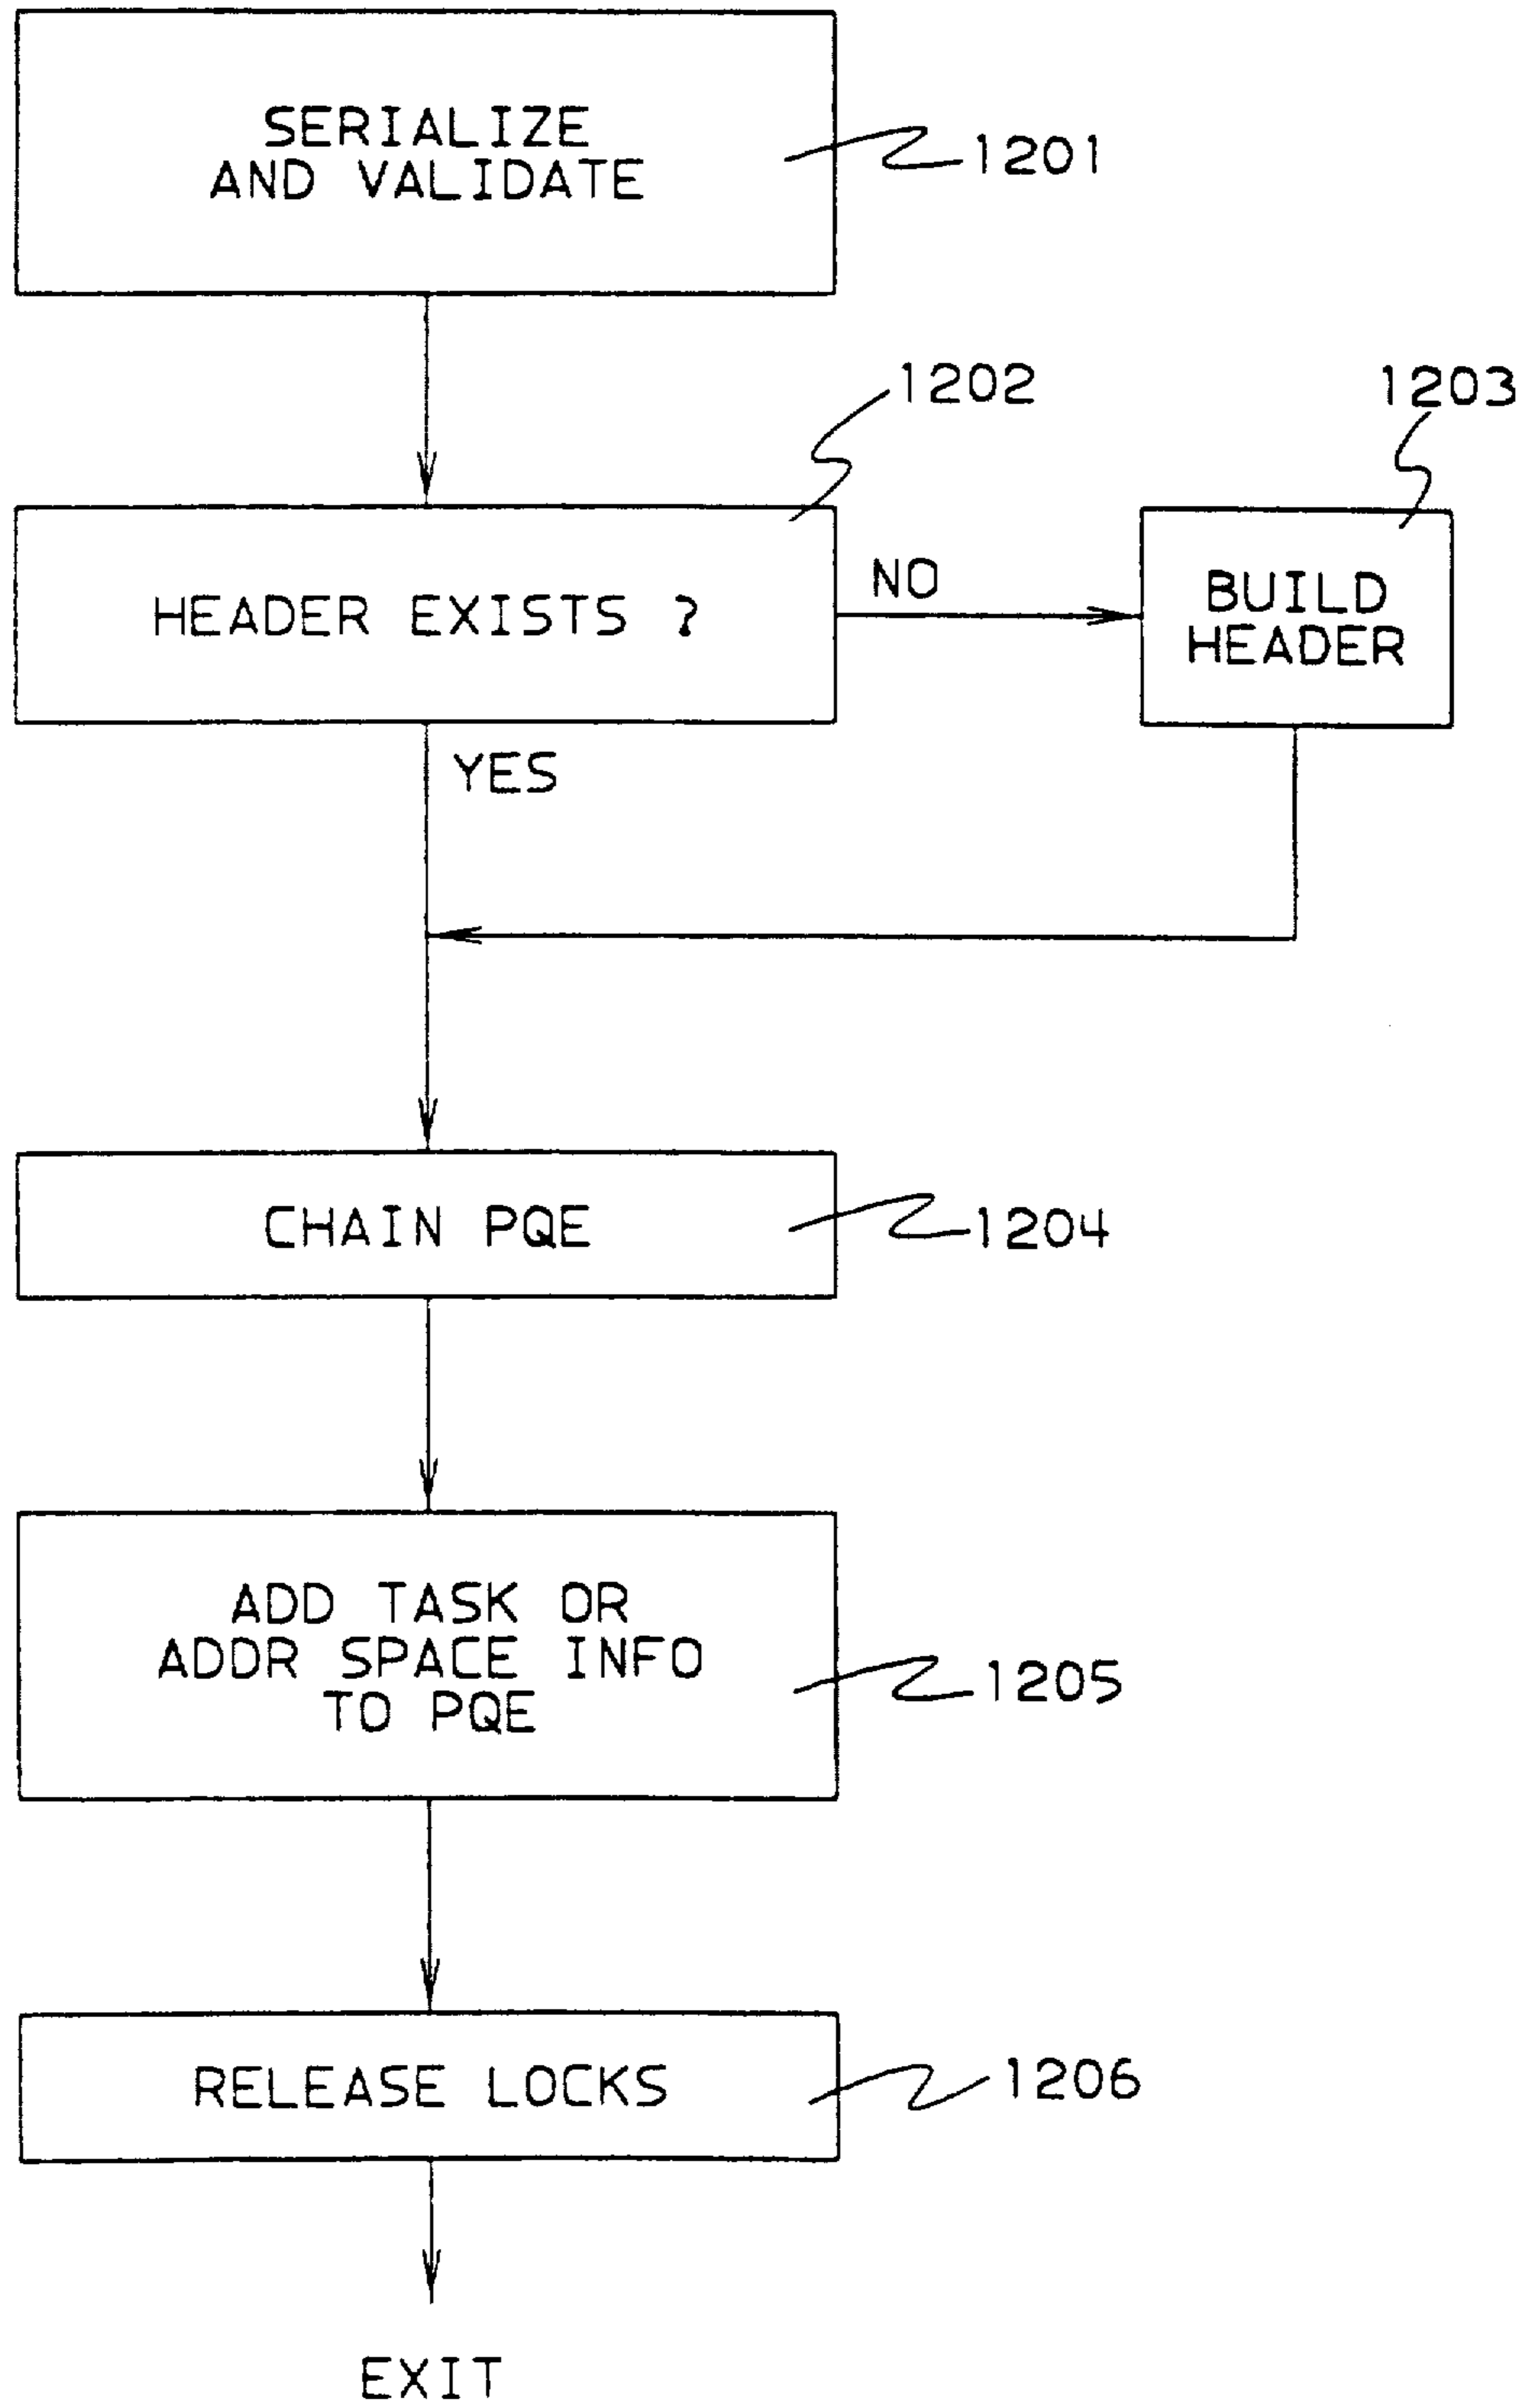 SERIALIZE
AND VALIDATE
1201
1202
1203
HEADER EXISTS ?
NO
BUILD
HEADER
YES
CHAIN PQE
1204
ADD TASK OR
ADDR SPACE INFO
TO PQE
1205
RELEASE LOCKS
1206
EXIT